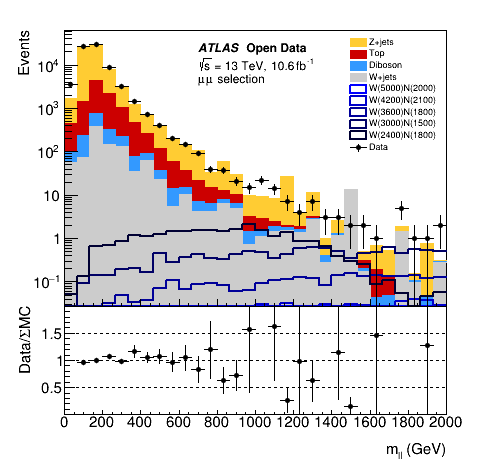 Events
ATLAS Open Data
√s = 13 TeV, 10.6fb⁻¹
μμ selection
Z+jets
Top
Diboson
W+jets
W(5000)N(2000)
W(4200)N(2100)
W(3600)N(1800)
W(3000)N(1500)
W(2400)N(1800)
Data
10⁴
10³
10²
10
1
10⁻¹
Data/ΣMC
1.5
1
0.5
0 200 400 600 800 1000 1200 1400 1600 1800 2000
m_ll (GeV)